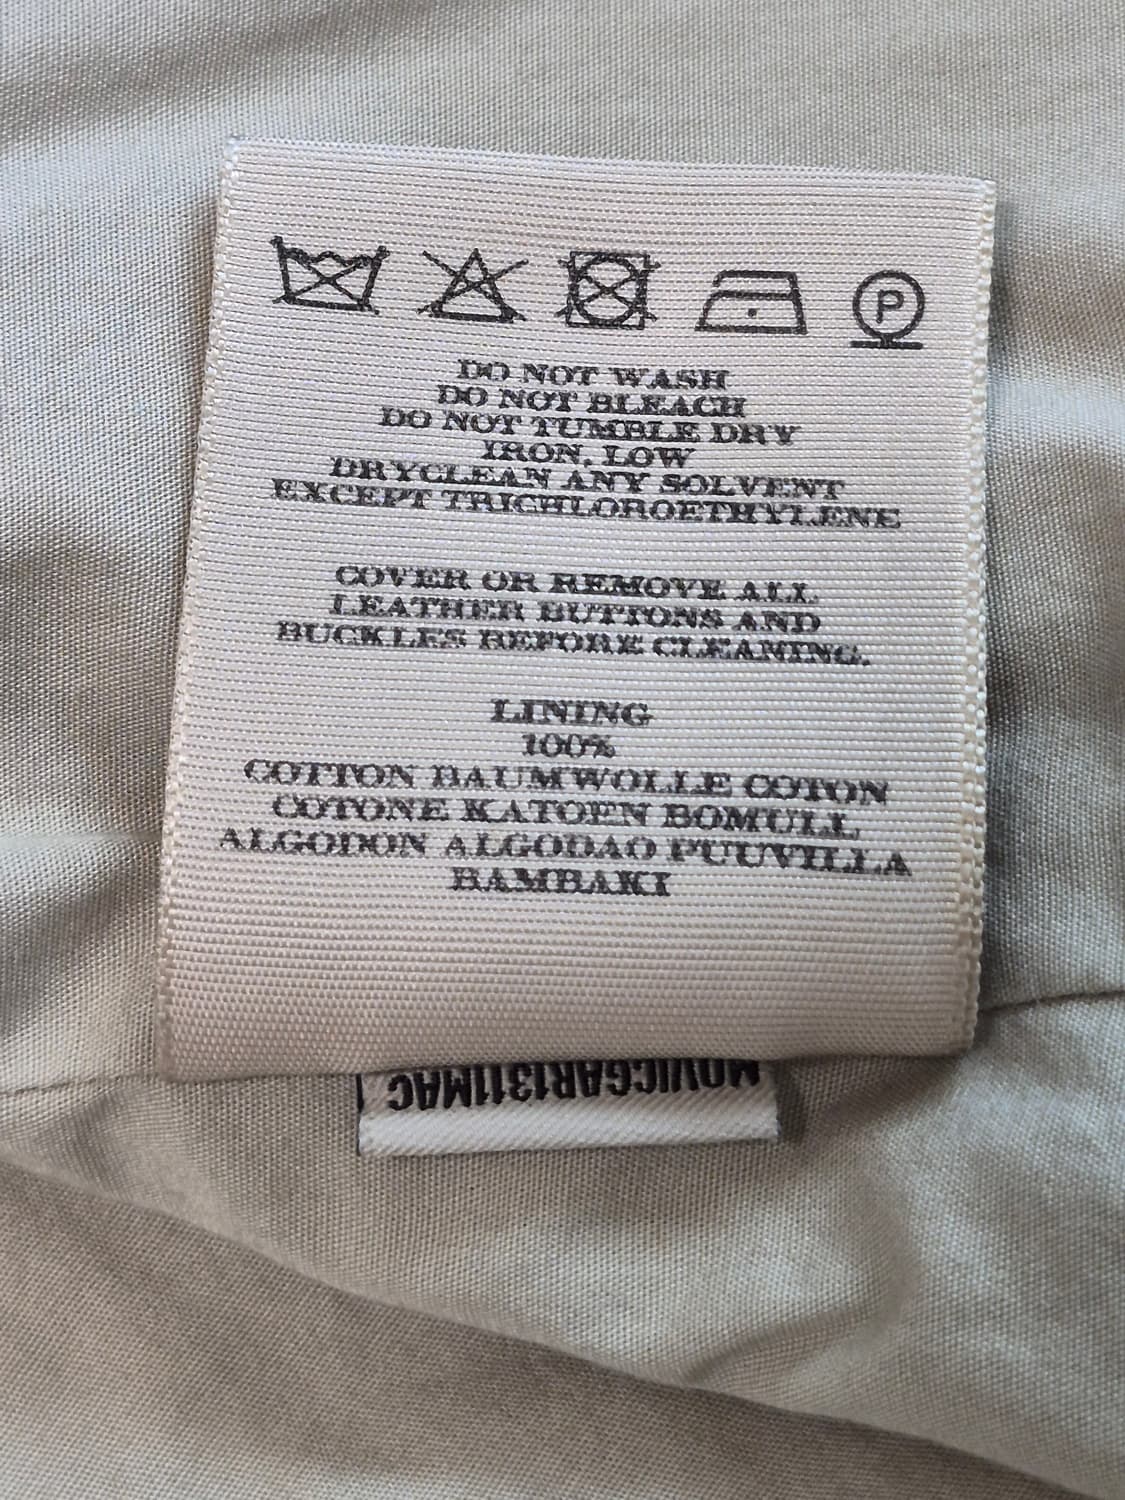 P
DO NOT WASH
DO NOT BLEACH
DO NOT TUMBLE DRY
IRON, LOW
DRYCLEAN ANY SOLVENT
EXCEPT TRICHLOROETHYLENE
COVER OR REMOVE ALL
LEATHER BUTTONS AND
BUCKLES BEFORE CLEANING.
LINING
100%
COTTON BAUMWOLLE COTON
COTONE KATOEN BOMULL
ALGODON ALGODAO PUUVILLA
BAMBAKI
MOVICGAR1311MAC